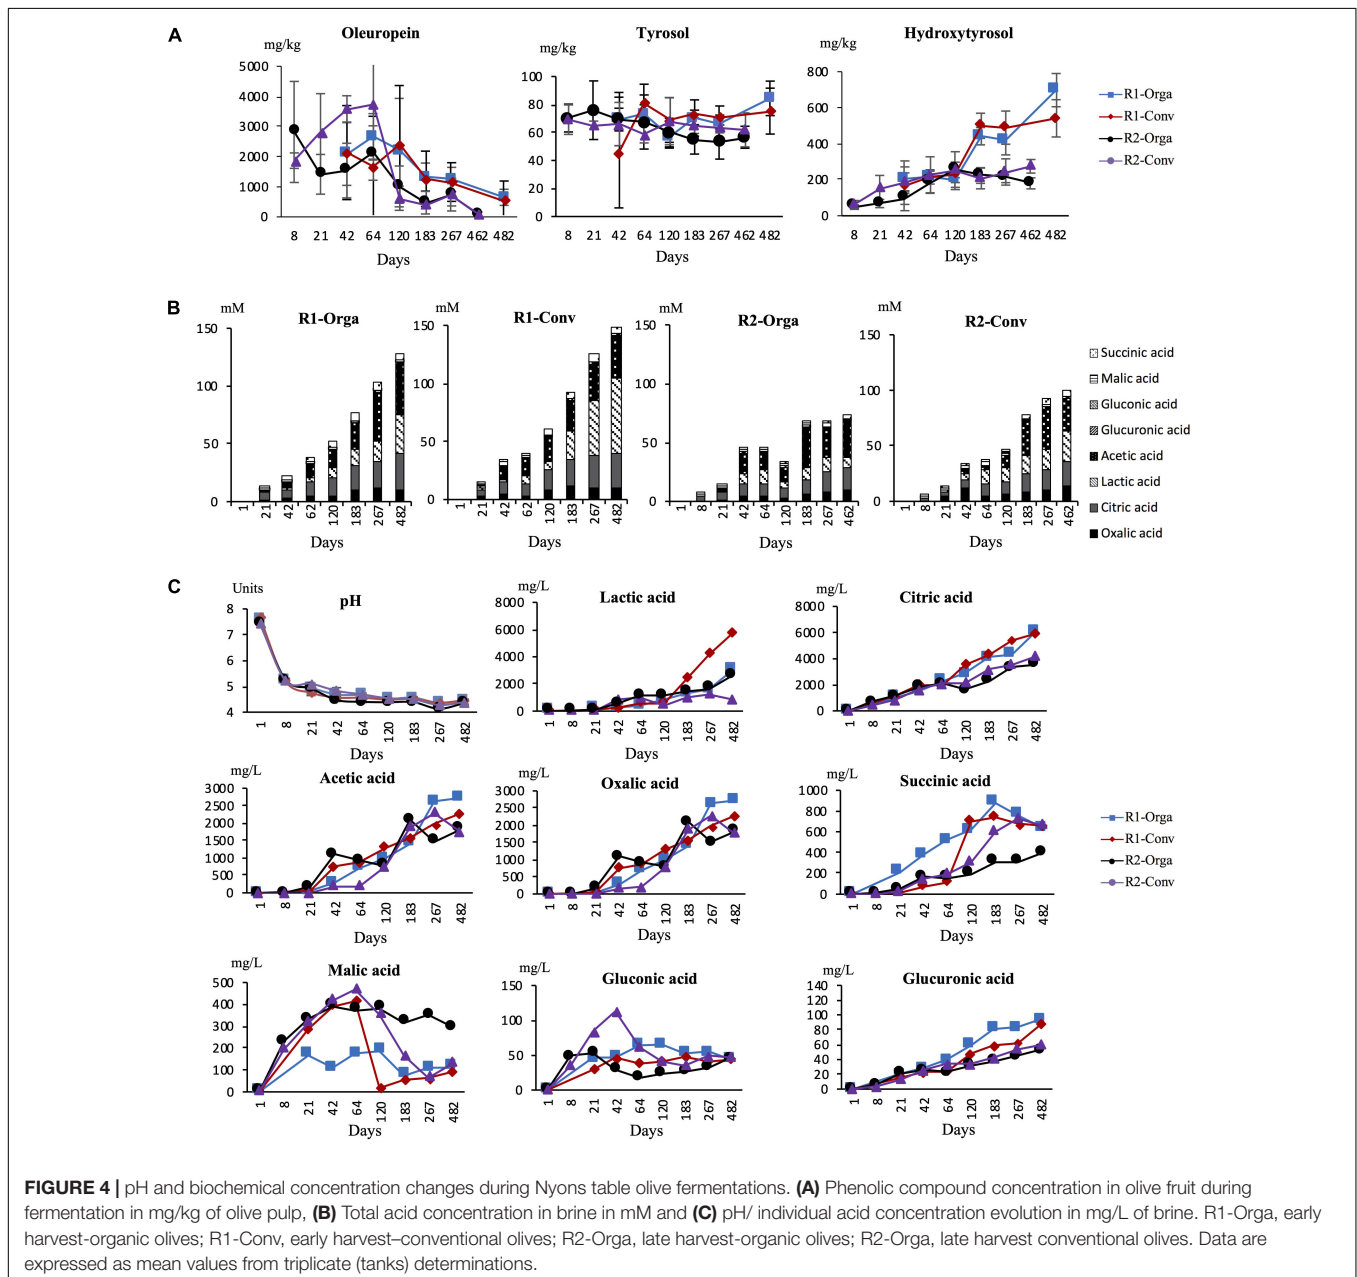 A
Oleuropein
mg/kg
5000
4000
3000
2000
1000
0
8 21 42 64 120 183 267 462 482
Days
Tyrosol
mg/kg
100
80
60
40
20
0
8 21 42 64 120 183 267 462 482
Days
Hydroxytyrosol
mg/kg
800
600
400
200
0
8 21 42 64 120 183 267 462 482
Days
R1-Orga
R1-Conv
R2-Orga
R2-Conv
B
mM
R1-Orga
150
100
50
0
1 21 42 62 120 183 267 482
Days
mM
R1-Conv
150
100
50
0
1 21 42 62 120 183 267 482
Days
mM
R2-Orga
150
100
50
0
1 8 21 42 64 120 183 267 462
Days
mM
R2-Conv
150
100
50
0
1 8 21 42 64 120 183 267 462
Days
Succinic acid
Malic acid
Gluconic acid
Glucuronic acid
Acetic acid
Lactic acid
Citric acid
Oxalic acid
C
Units
pH
8
7
6
5
4
1 8 21 42 64 120 183 267 482
Days
mg/L
Lactic acid
8000
6000
4000
2000
0
1 8 21 42 64 120 183 267 482
Days
mg/L
Citric acid
8000
6000
4000
2000
0
1 8 21 42 64 120 183 267 482
Days
mg/L
Acetic acid
3000
2500
2000
1500
1000
500
0
1 8 21 42 64 120 183 267 482
Days
mg/L
Oxalic acid
3000
2500
2000
1500
1000
500
0
1 8 21 42 64 120 183 267 482
Days
mg/L
Succinic acid
1000
800
600
400
200
0
1 8 21 42 64 120 183 267 482
Days
R1-Orga
R1-Conv
R2-Orga
R2-Conv
mg/L
Malic acid
500
400
300
200
100
0
1 8 21 42 64 120 183 267 482
Days
mg/L
Gluconic acid
150
100
50
0
1 8 21 42 64 120 183 267 482
Days
mg/L
Glucuronic acid
140
120
100
80
60
40
20
0
1 8 21 42 64 120 183 267 482
Days
FIGURE 4 | pH and biochemical concentration changes during Nyons table olive fermentations. (A) Phenolic compound concentration in olive fruit during
fermentation in mg/kg of olive pulp, (B) Total acid concentration in brine in mM and (C) pH/ individual acid concentration evolution in mg/L of brine. R1-Orga, early
harvest-organic olives; R1-Conv, early harvest–conventional olives; R2-Orga, late harvest-organic olives; R2-Orga, late harvest conventional olives. Data are
expressed as mean values from triplicate (tanks) determinations.